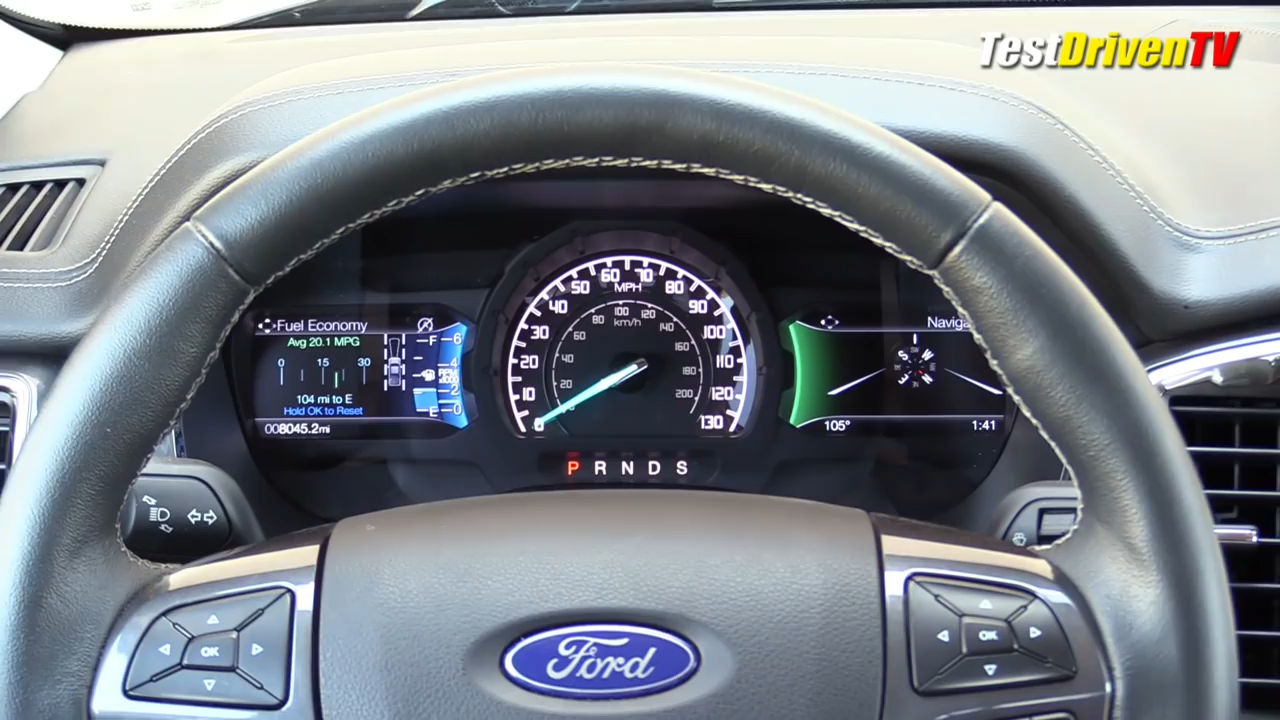 TestDrivenTV
Fuel Economy
Avg 20.1 MPG
0 15 30
104 mi to E
Hold OK to Reset
008045.2mi
F
E
6
4
2
0
RPM
x1000
0 10 20 30 40 50 60 70 80 90 100 110 120 130
MPH
20 40 60 80 100 120 140 160 180 200
km/h
P R N D S
Naviga
S W E N
105°
1:41
OK
OK
Ford